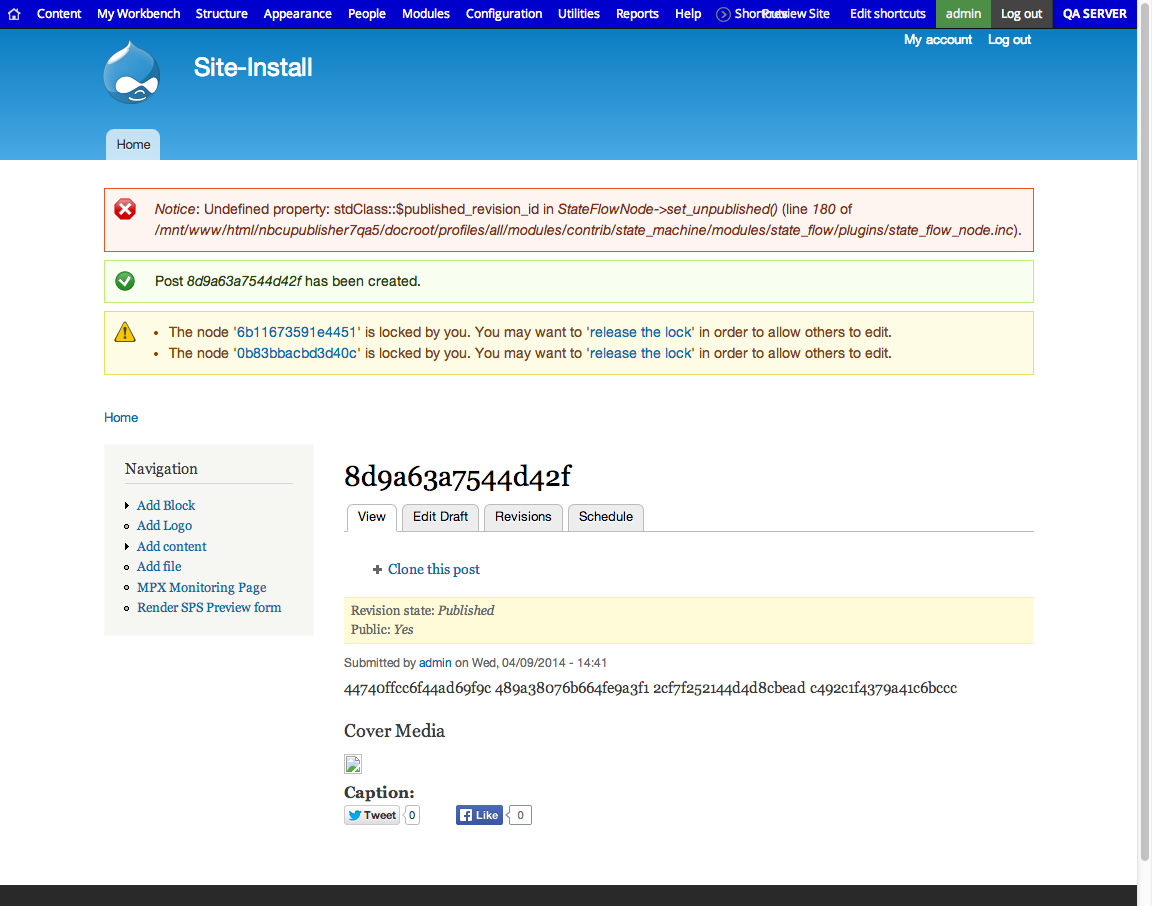 Content My Workbench Structure Appearance People Modules Configuration Utilities Reports Help Shortcuts Preview Site Edit shortcuts admin Log out QA SERVER
My account Log out
Site-Install
Home
Notice: Undefined property: stdClass::$published_revision_id in StateFlowNode->set_unpublished() (line 180 of
/mnt/www/html/nbcupublisher7qa5/docroot/profiles/all/modules/contrib/state_machine/modules/state_flow/plugins/state_flow_node.inc).
Post 8d9a63a7544d42f has been created.
The node '6b11673591e4451' is locked by you. You may want to 'release the lock' in order to allow others to edit.
The node '0b83bbacbd3d40c' is locked by you. You may want to 'release the lock' in order to allow others to edit.
Home
Navigation
Add Block
Add Logo
Add content
Add file
MPX Monitoring Page
Render SPS Preview form
8d9a63a7544d42f
View Edit Draft Revisions Schedule
Clone this post
Revision state: Published
Public: Yes
Submitted by admin on Wed, 04/09/2014 - 14:41
44740ffcc6f44ad69f9c 489a38076b664fe9a3f1 2cf7f252144d4d8cbead c492c1f4379a41c6bccc
Cover Media
Caption:
Tweet 0 Like 0